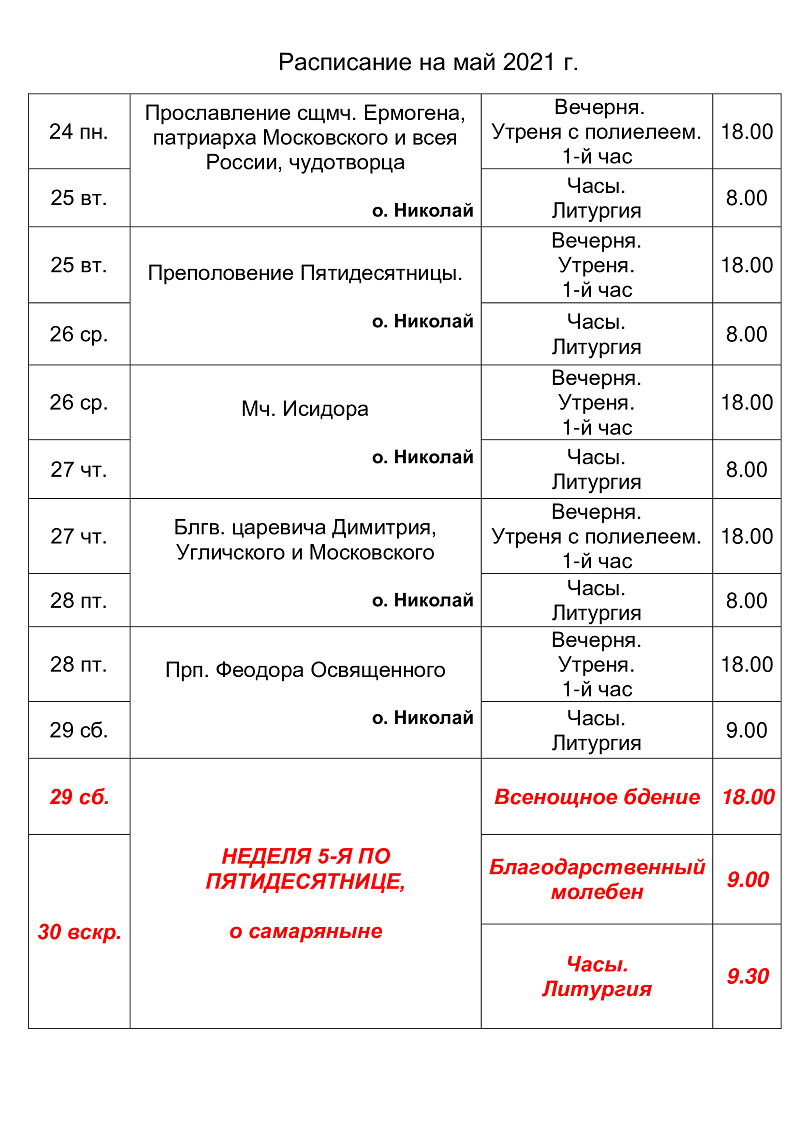 Расписание на май 2021 г.
24 пн.
Прославление сщмч. Ермогена,
патриарха Московского и всея
России, чудотворца
о. Николай
Вечерня.
Утреня с полиелеем.
1-й час
18.00
25 вт.
Часы.
Литургия
8.00
25 вт.
Преполовение Пятидесятницы.
о. Николай
Вечерня.
Утреня.
1-й час
18.00
26 ср.
Часы.
Литургия
8.00
26 ср.
Мч. Исидора
о. Николай
Вечерня.
Утреня.
1-й час
18.00
27 чт.
Часы.
Литургия
8.00
27 чт.
Блгв. царевича Димитрия,
Угличского и Московского
о. Николай
Вечерня.
Утреня с полиелеем.
1-й час
18.00
28 пт.
Часы.
Литургия
8.00
28 пт.
Прп. Феодора Освященного
о. Николай
Вечерня.
Утреня.
1-й час
18.00
29 сб.
Часы.
Литургия
9.00
29 сб.
НЕДЕЛЯ 5-Я ПО
ПЯТИДЕСЯТНИЦЕ,
о самаряныне
Всенощное бдение
18.00
30 вскр.
Благодарственный
молебен
9.00
Часы.
Литургия
9.30